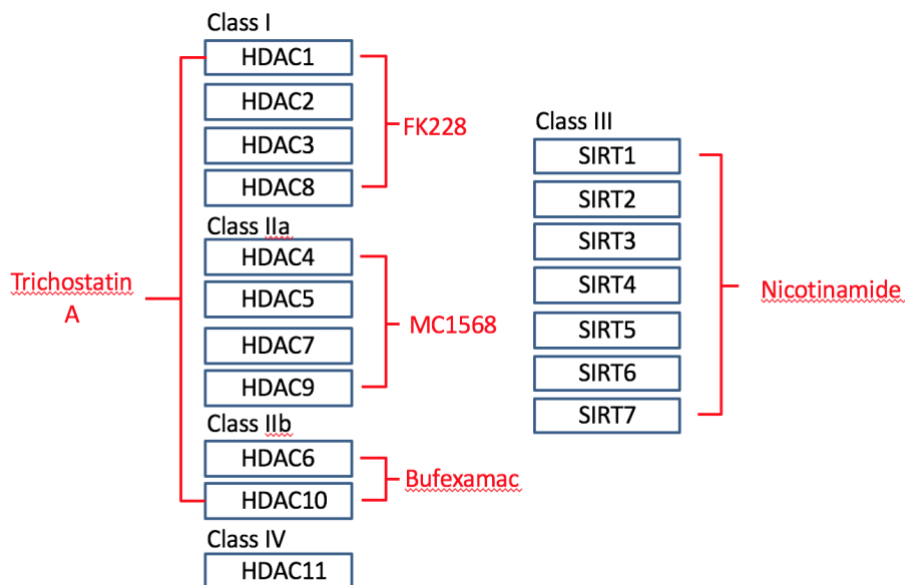 Class I
HDAC1
HDAC2
HDAC3
HDAC8
FK228
Class IIa
HDAC4
HDAC5
HDAC7
HDAC9
MC1568
Class IIb
HDAC6
HDAC10
Bufexamac
Class IV
HDAC11
Trichostatin
A
Class III
SIRT1
SIRT2
SIRT3
SIRT4
SIRT5
SIRT6
SIRT7
Nicotinamide